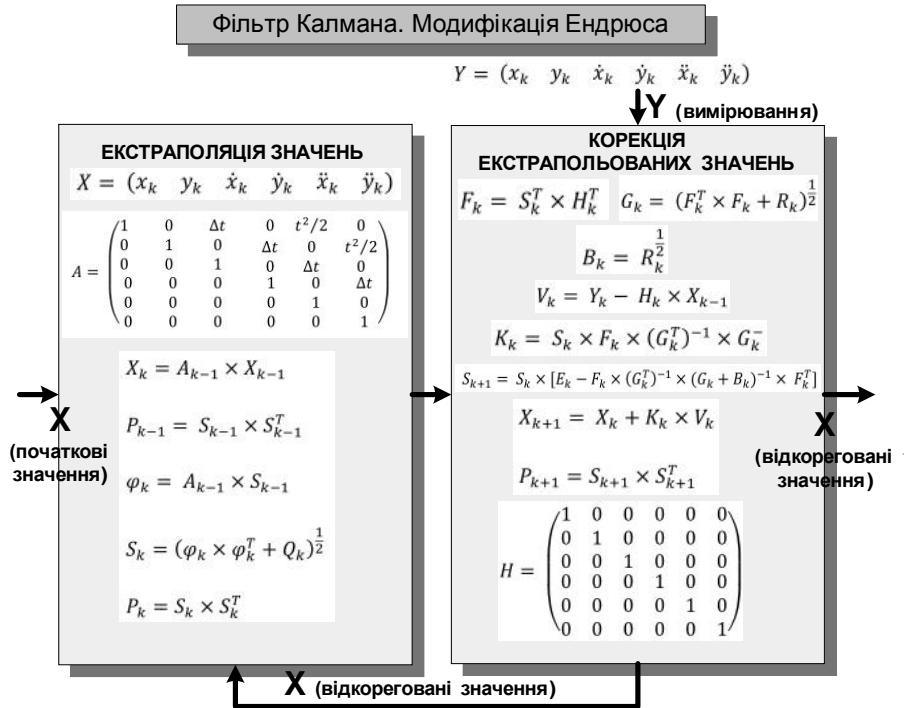 Фільтр Калмана. Модифікація Ендрюса
Y = (x_k y_k ẋ_k ẏ_k ẍ_k ÿ_k)
Y (вимірювання)
ЕКСТРАПОЛЯЦІЯ ЗНАЧЕНЬ
X = (x_k y_k ẋ_k ẏ_k ẍ_k ÿ_k)
A =
1 0 Δt 0 t²/2 0
0 1 0 Δt 0 t²/2
0 0 1 0 Δt 0
0 0 0 1 0 Δt
0 0 0 0 1 0
0 0 0 0 0 1
X_k = A_{k−1} × X_{k−1}
P_{k−1} = S_{k−1} × S_{k−1}^T
φ_k = A_{k−1} × S_{k−1}
S_k = (φ_k × φ_k^T + Q_k)^{1/2}
P_k = S_k × S_k^T
X
(початкові
значення)
КОРЕКЦІЯ
ЕКСТРАПОЛЬОВАНИХ ЗНАЧЕНЬ
F_k = S_k^T × H_k^T
G_k = (F_k^T × F_k + R_k)^{1/2}
B_k = R_k^{1/2}
V_k = Y_k − H_k × X_{k−1}
K_k = S_k × F_k × (G_k^T)^{−1} × G_k^−
S_{k+1} = S_k × [E_k − F_k × (G_k^T)^{−1} × (G_k + B_k)^{−1} × F_k^T]
X_{k+1} = X_k + K_k × V_k
P_{k+1} = S_{k+1} × S_{k+1}^T
H =
1 0 0 0 0 0
0 1 0 0 0 0
0 0 1 0 0 0
0 0 0 1 0 0
0 0 0 0 1 0
0 0 0 0 0 1
X
(відкореговані
значення)
X (відкореговані значення)